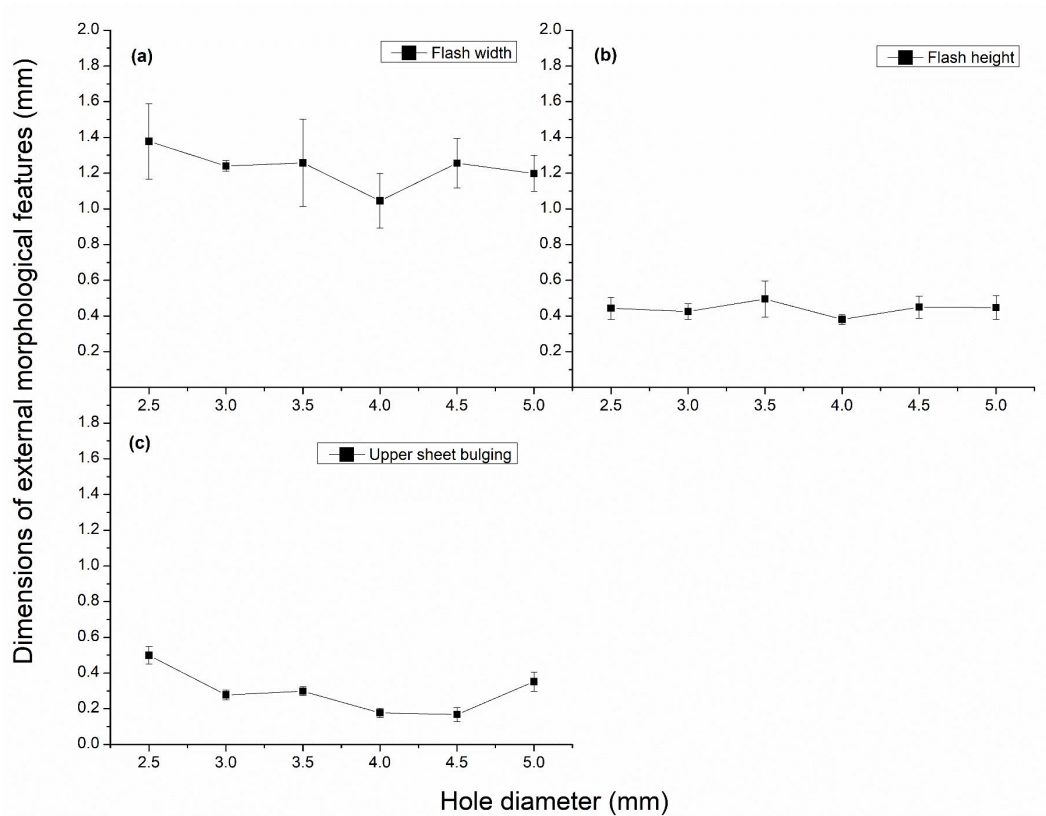 Dimensions of external morphological features (mm)
(a)
Flash width
2.0
1.8
1.6
1.4
1.2
1.0
0.8
0.6
0.4
0.2
2.5 3.0 3.5 4.0 4.5 5.0
(b)
Flash height
2.0
1.8
1.6
1.4
1.2
1.0
0.8
0.6
0.4
0.2
2.5 3.0 3.5 4.0 4.5 5.0
(c)
Upper sheet bulging
1.8
1.6
1.4
1.2
1.0
0.8
0.6
0.4
0.2
0.0
2.5 3.0 3.5 4.0 4.5 5.0
Hole diameter (mm)